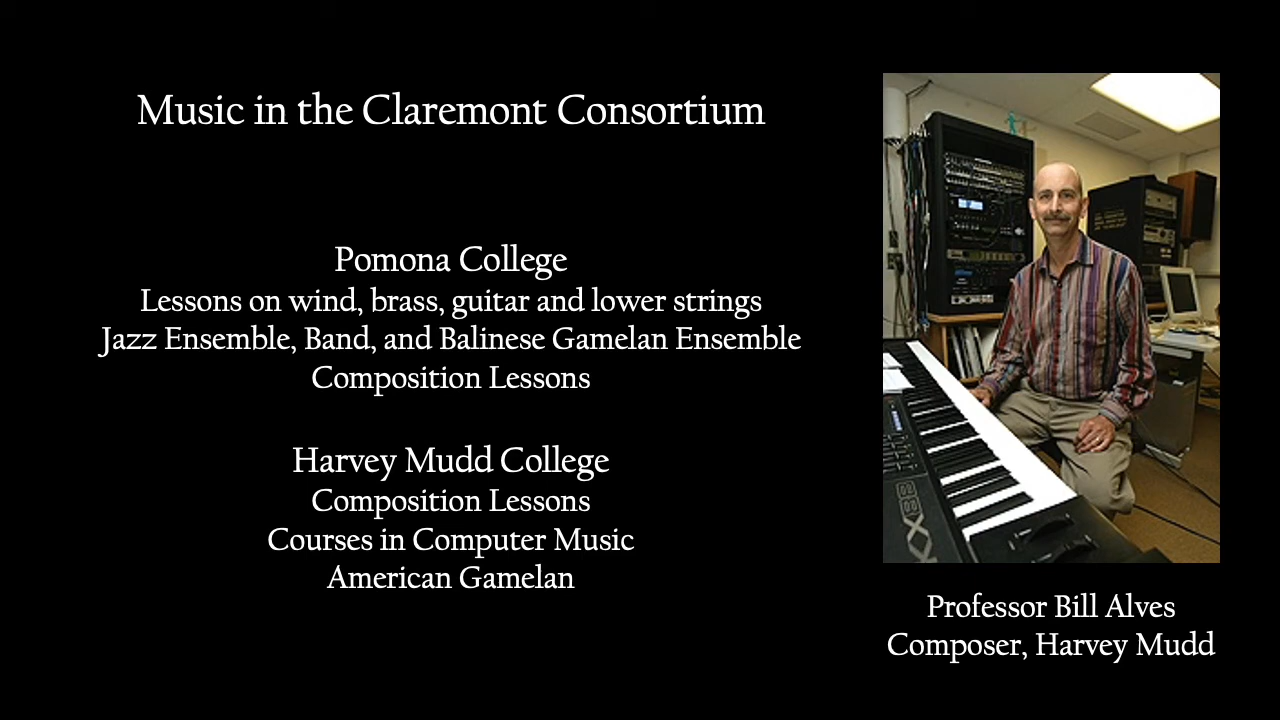 Music in the Claremont Consortium
Pomona College
Lessons on wind, brass, guitar and lower strings
Jazz Ensemble, Band, and Balinese Gamelan Ensemble
Composition Lessons
Harvey Mudd College
Composition Lessons
Courses in Computer Music
American Gamelan
Professor Bill Alves
Composer, Harvey Mudd